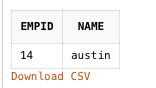 EMPID NAME
14 austin
Download CSV